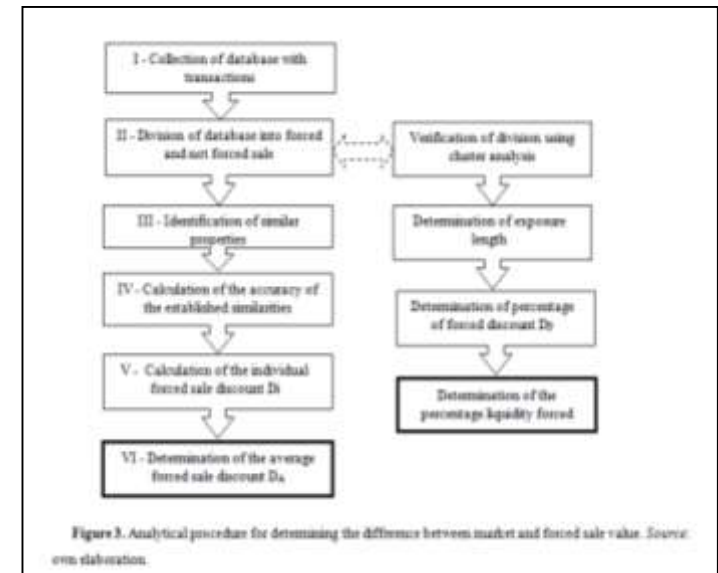 I - Collection of database with
transactions
II - Division of database into forced
and not forced sale
Verification of division using
cluster analysis
III - Identification of similar
properties
Determination of exposure
length
IV - Calculation of the accuracy of
the established similarities
Determination of percentage
of forced discount
V - Calculation of the individual
forced sale discount Di
Determination of the
percentage liquidity forced
VI - Determination of the average
forced sale discount DA
Figure 3. Analytical procedure for determining the difference between market and forced sale value. Source:
own elaboration.